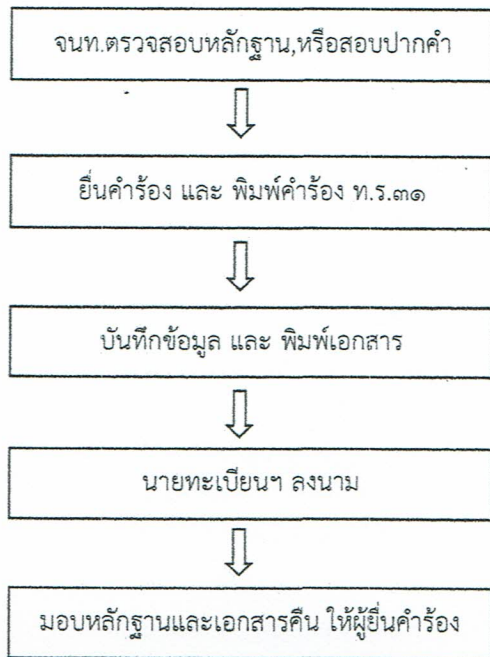 จนท.ตรวจสอบหลักฐาน,หรือสอบปากคำ
ยื่นคำร้อง และ พิมพ์คำร้อง ท.ร.๓๑
บันทึกข้อมูล และ พิมพ์เอกสาร
นายทะเบียนฯ ลงนาม
มอบหลักฐานและเอกสารคืน ให้ผู้ยื่นคำร้อง